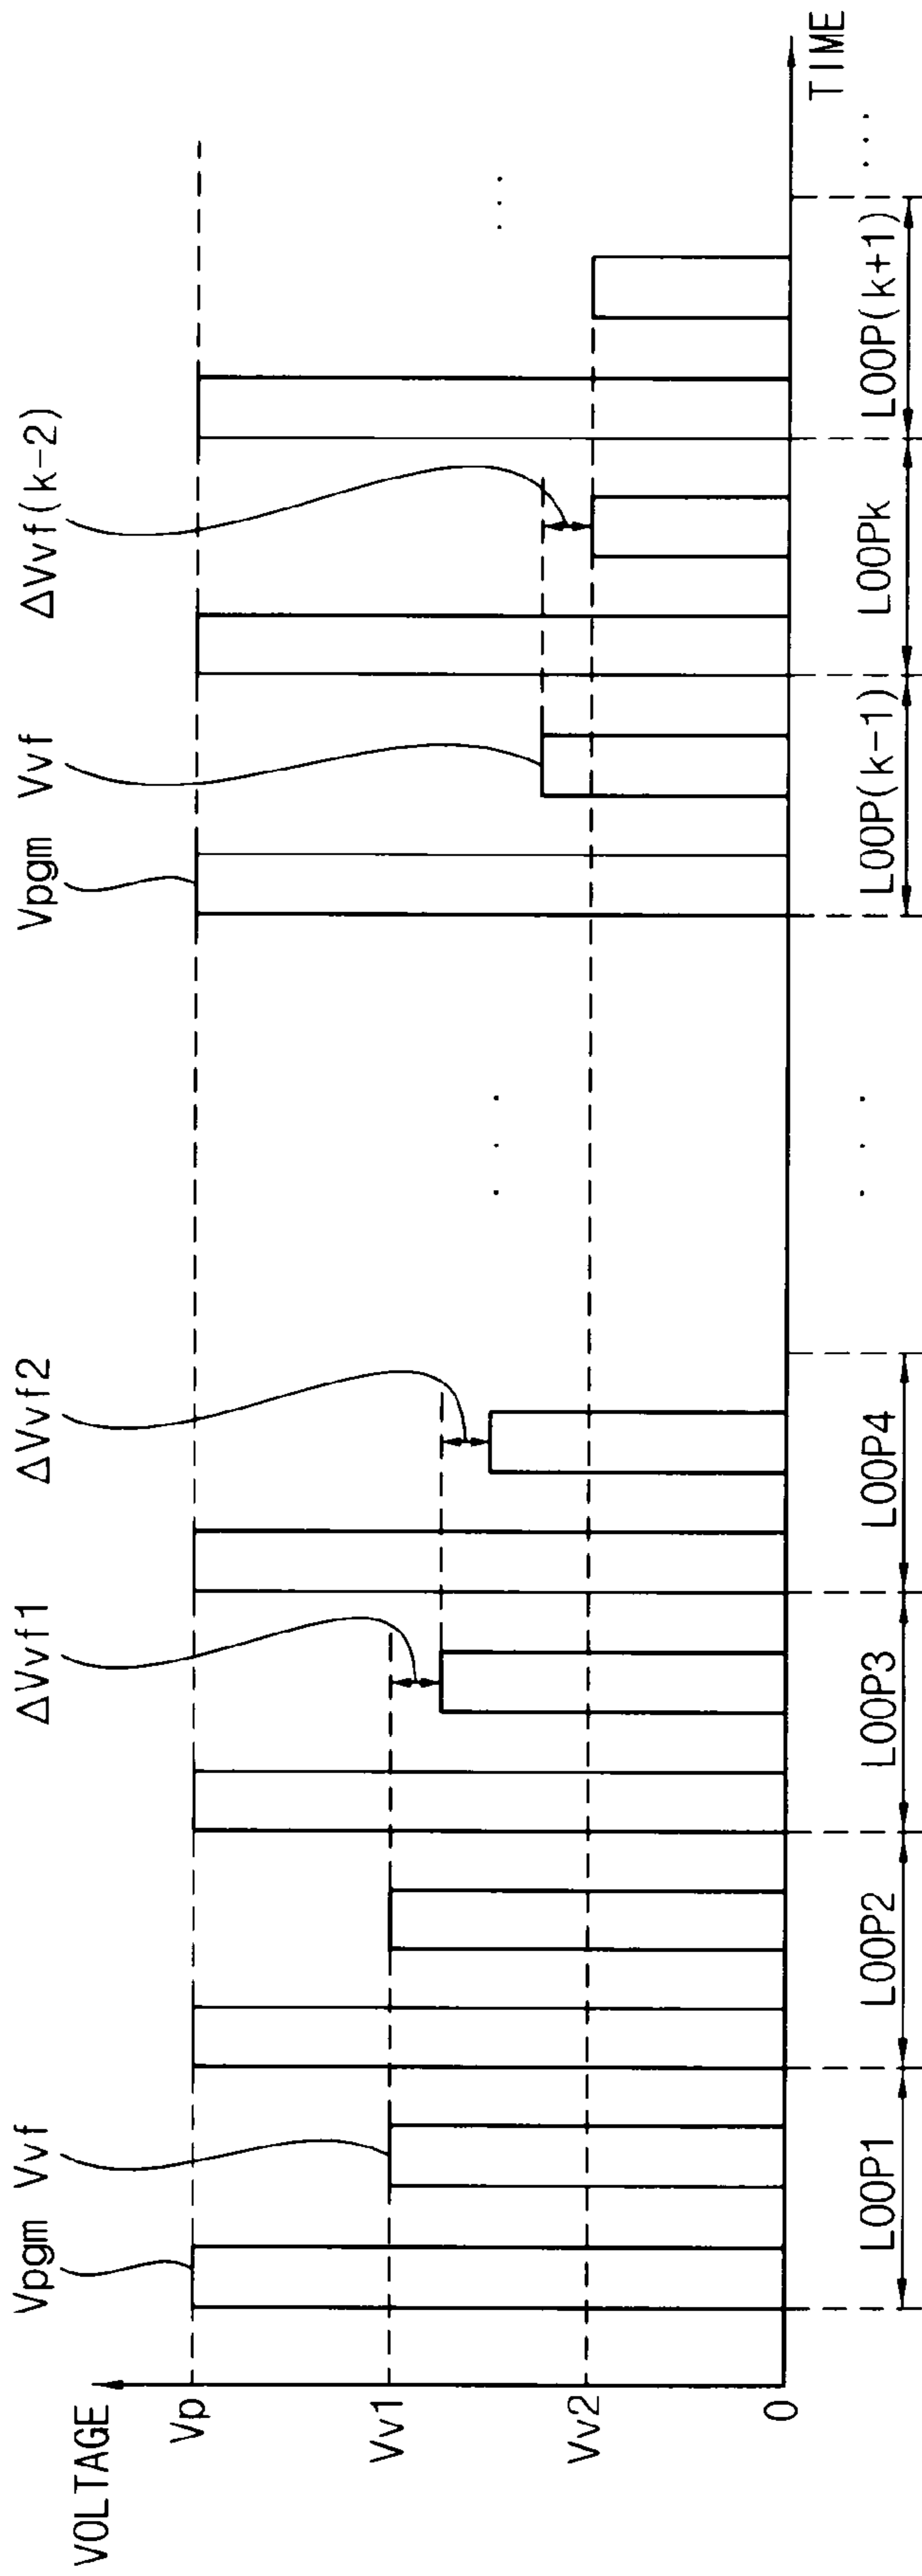 VOLTAGE
Vpgm Vvf
ΔVvf1
ΔVvf2
Vpgm Vvf
ΔVvf(k-2)
Vp
Vv1
Vv2
0
TIME
. . .
. . .
LOOP1
LOOP2
LOOP3
LOOP4
. . .
LOOP(k-1)
LOOPk
LOOP(k+1)
. . .